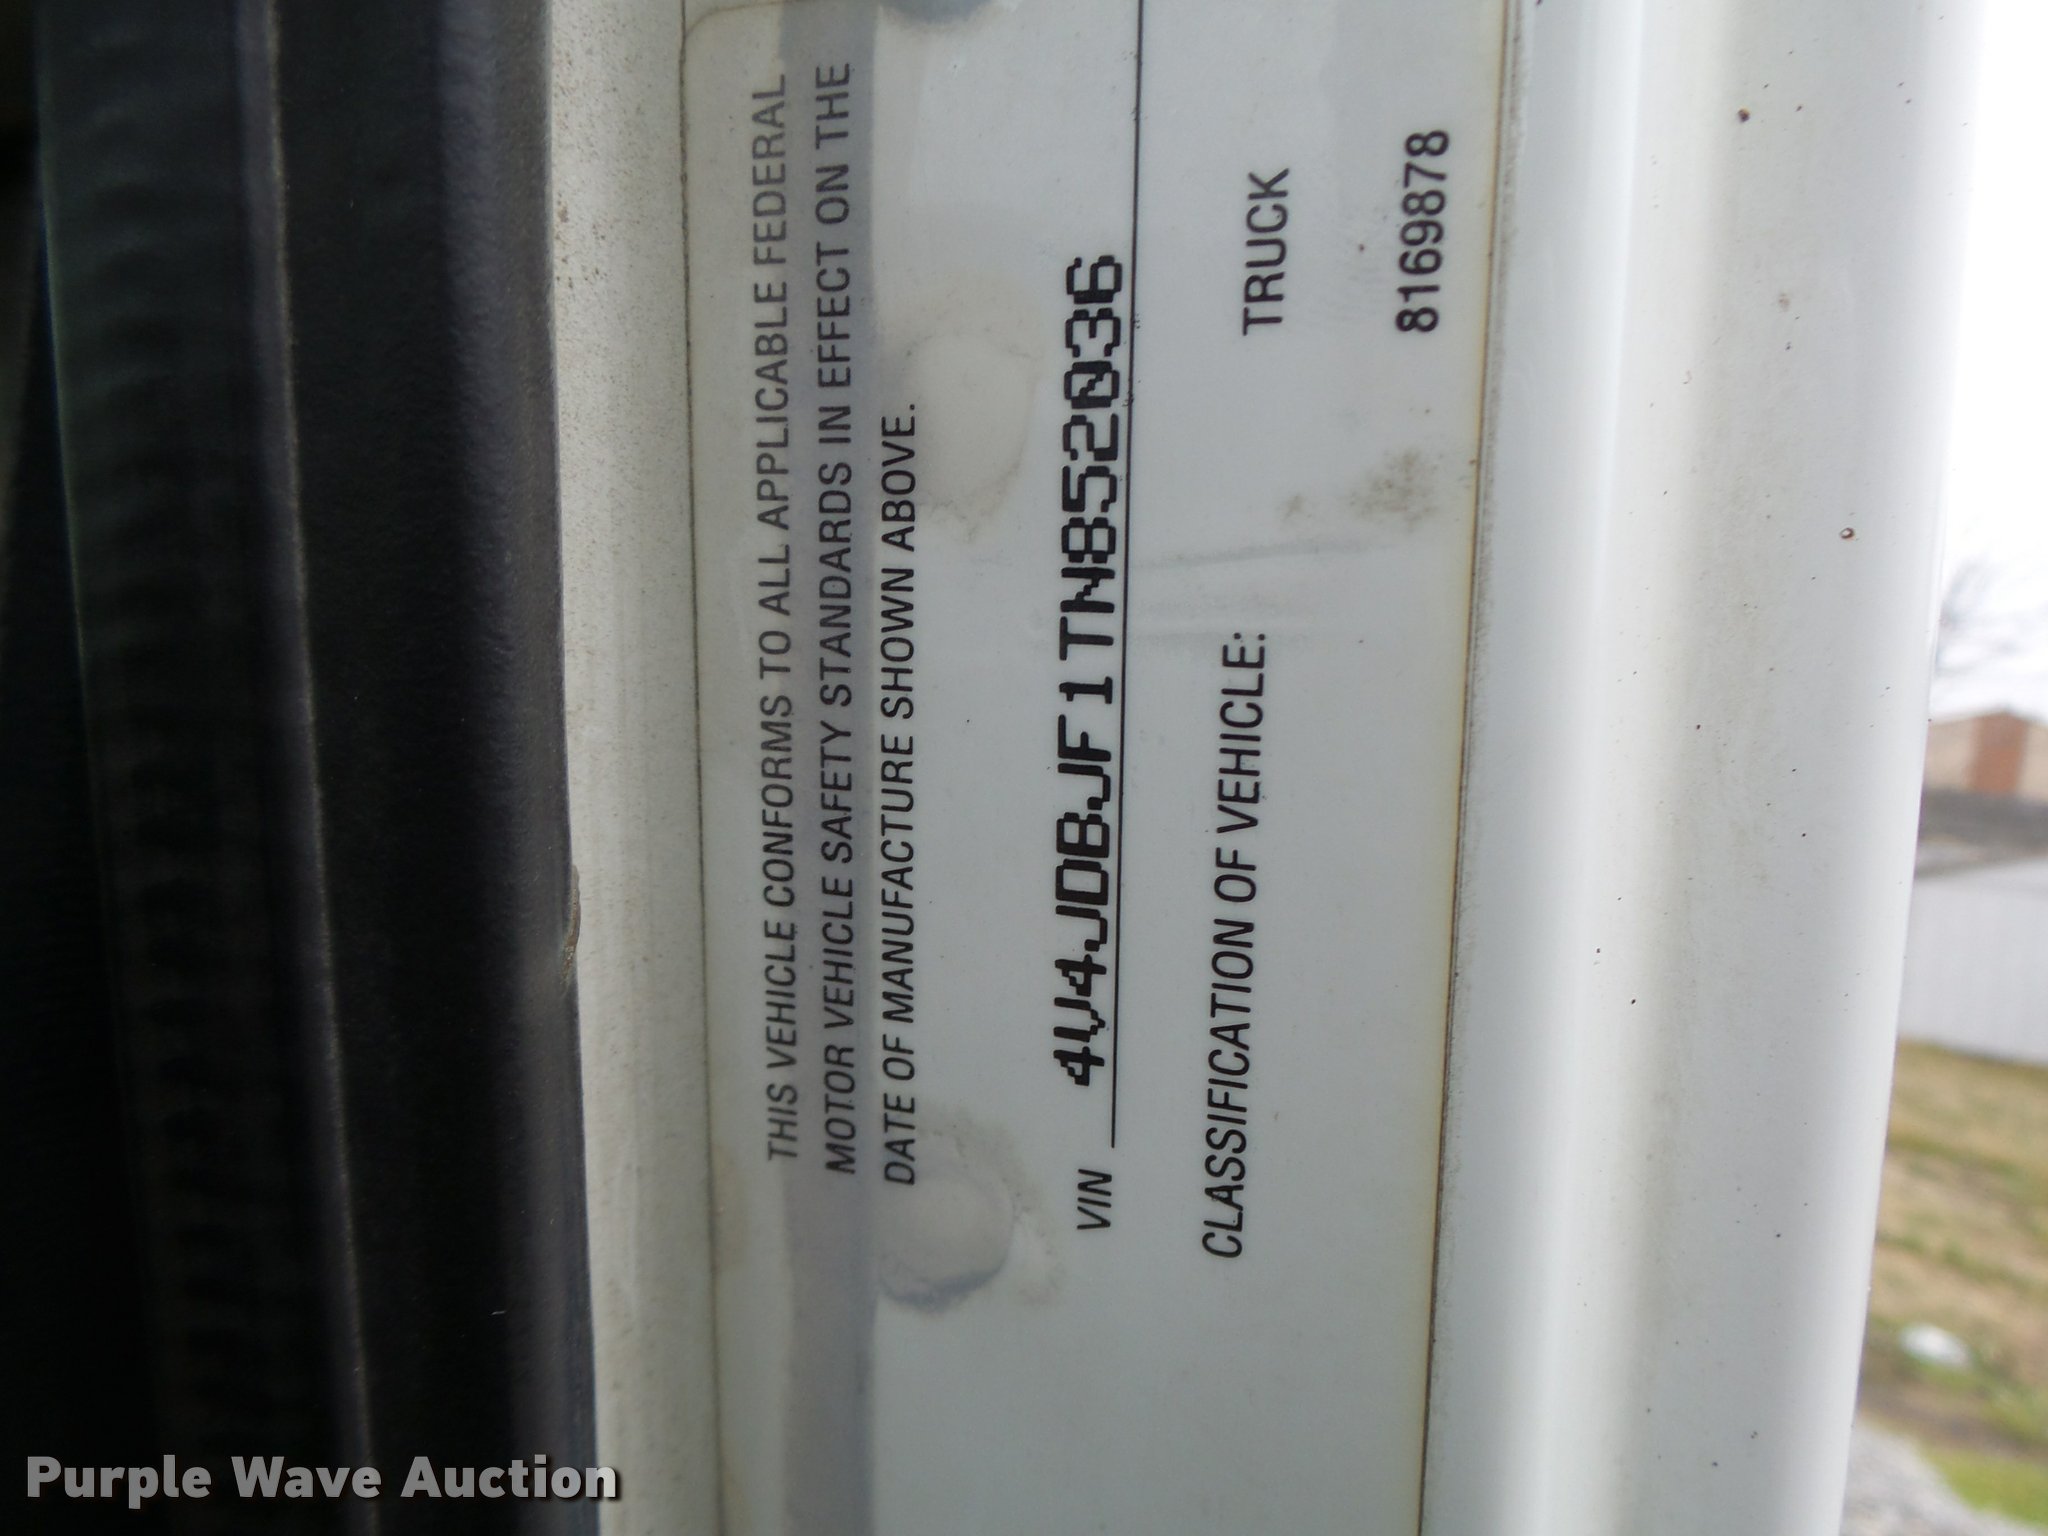 THIS VEHICLE CONFORMS TO ALL APPLICABLE FEDERAL
MOTOR VEHICLE SAFETY STANDARDS IN EFFECT ON THE
DATE OF MANUFACTURE SHOWN ABOVE.
VIN 4V4JDBJF1TN852036
CLASSIFICATION OF VEHICLE: TRUCK
8169878
Purple Wave Auction